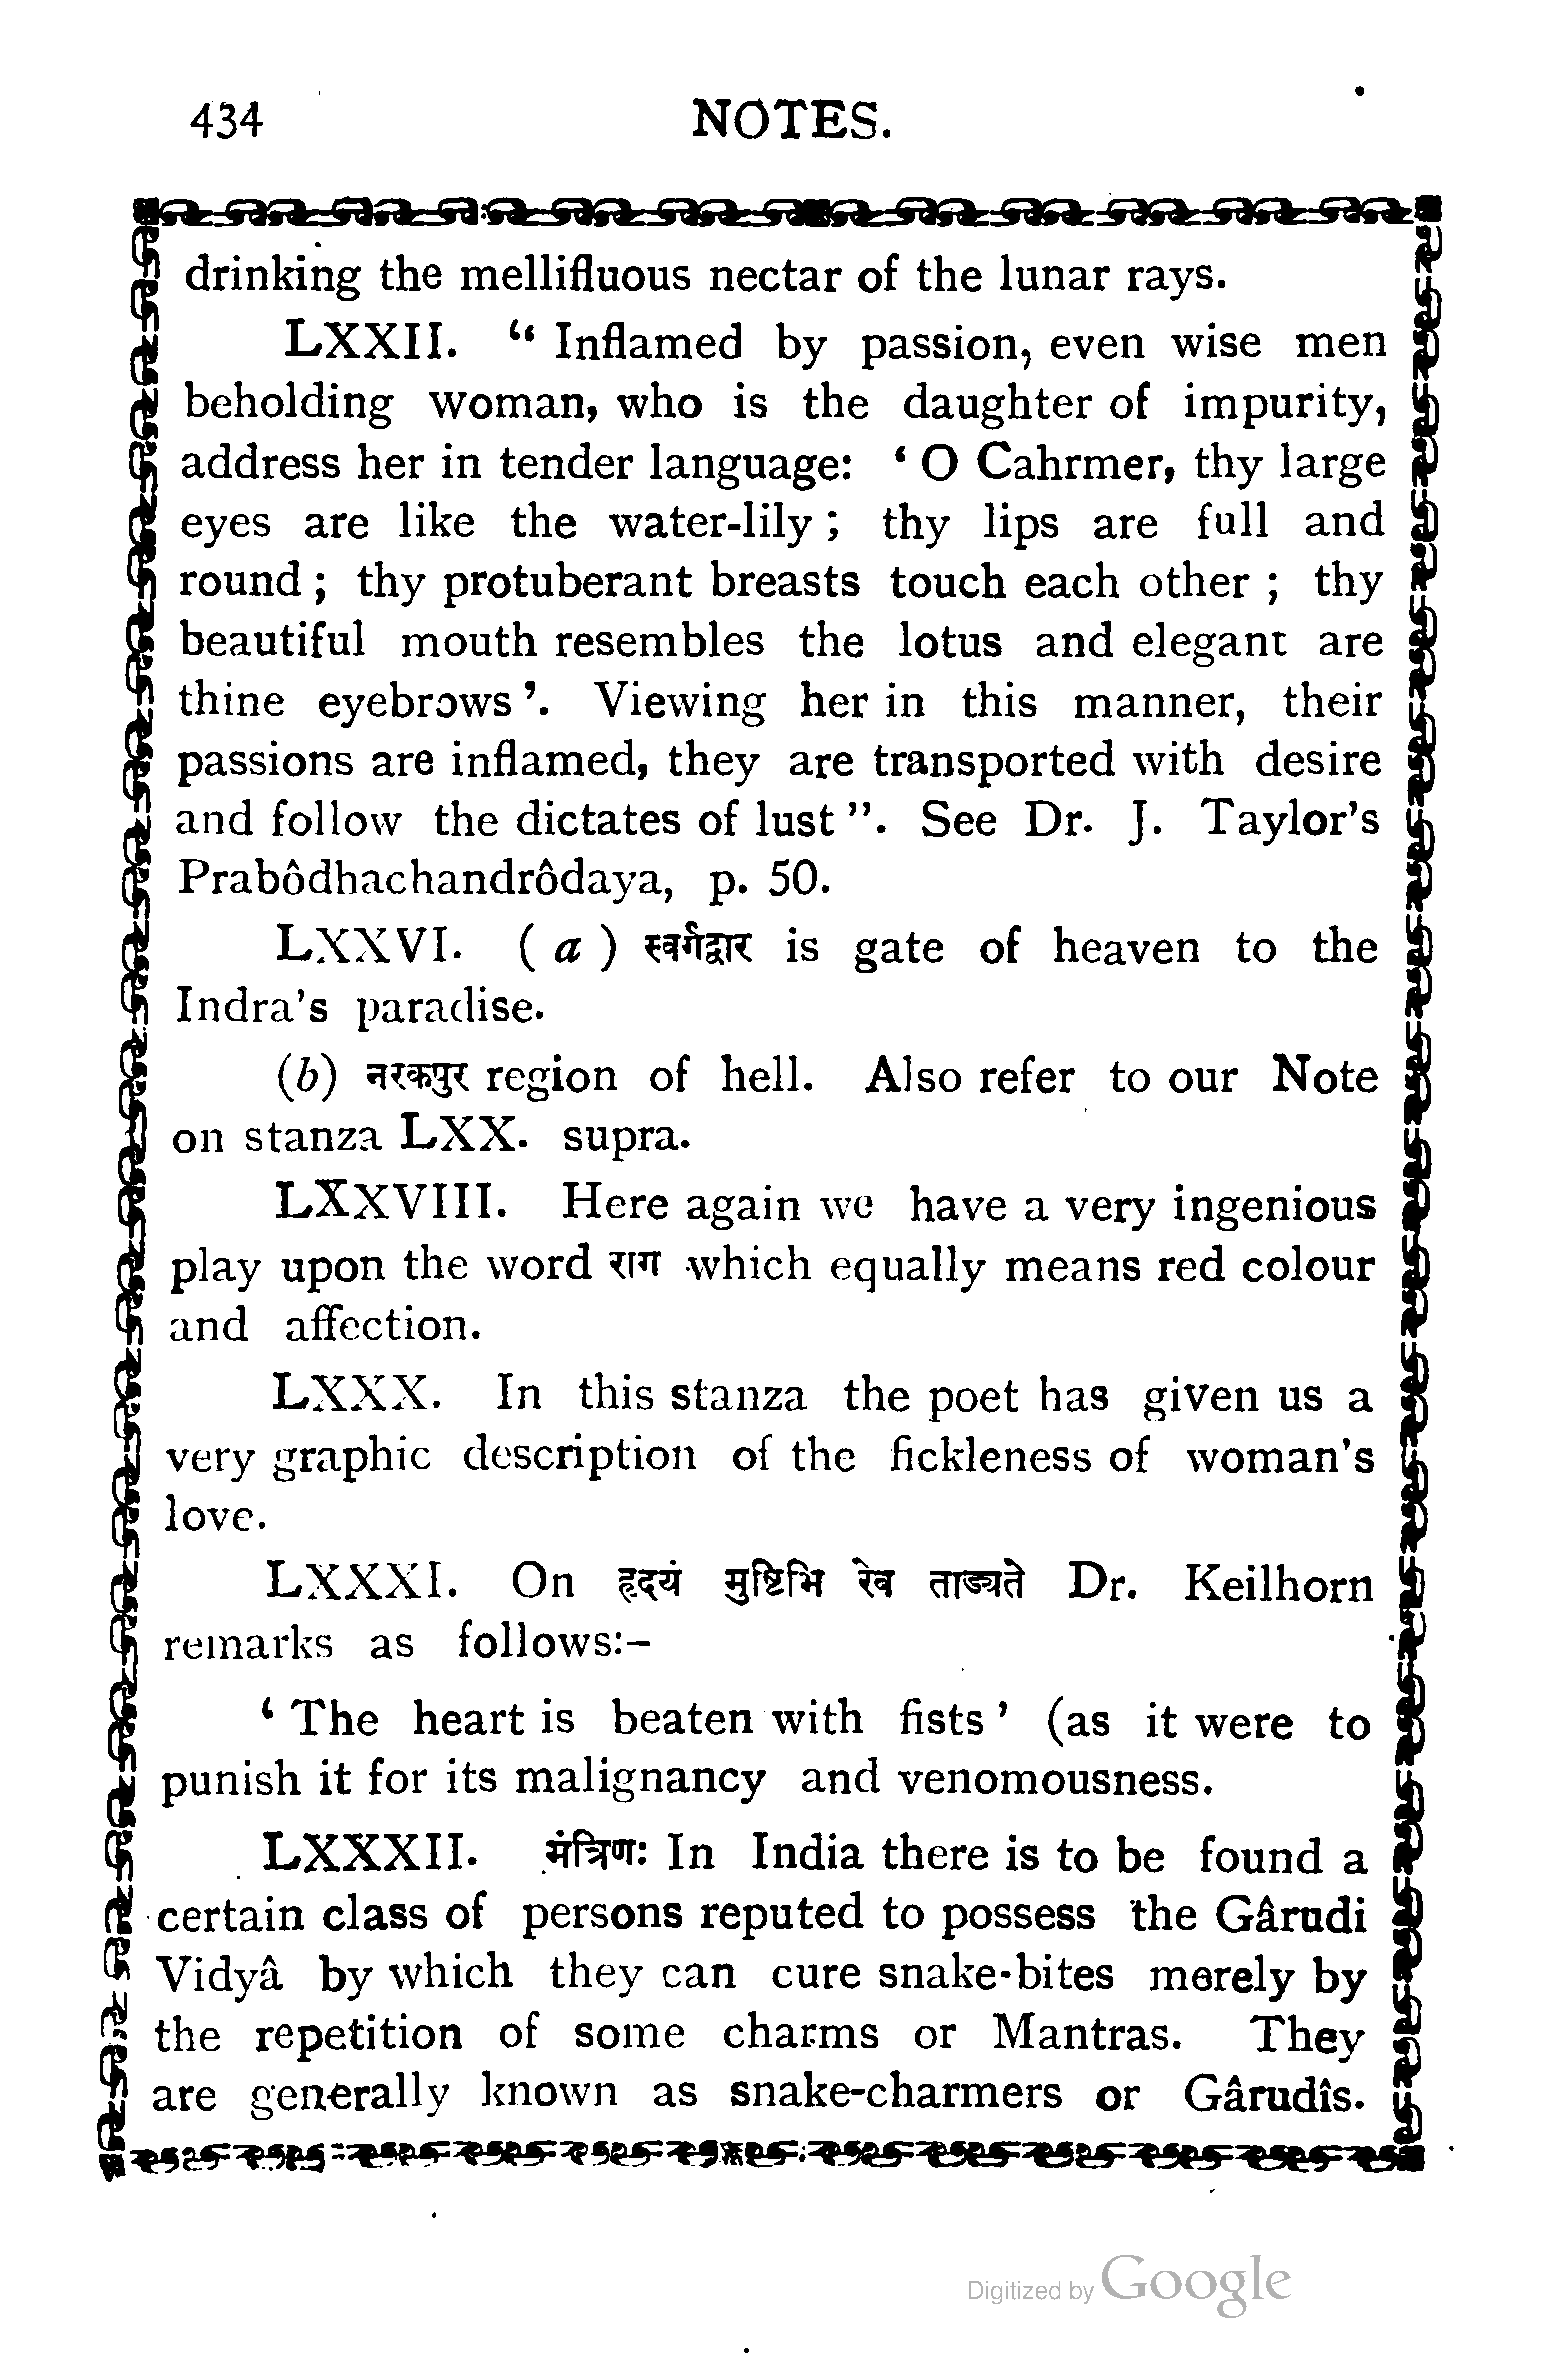 434 NOTES.
drinking the mellifluous nectar of the lunar rays.
LXXII. “ Inflamed by passion, even wise men
beholding woman, who is the daughter of impurity,
address her in tender language: ‘ O Cahrmer, thy large
eyes are like the water-lily ; thy lips are full and
round ; thy protuberant breasts touch each other ; thy
beautiful mouth resembles the lotus and elegant are
thine eyebrows ’. Viewing her in this manner, their
passions are inflamed, they are transported with desire
and follow the dictates of lust ”. See Dr. J. Taylor’s
Prabôdhachandrôdaya, p. 50.
LXXVI. ( a ) स्वर्गद्वार is gate of heaven to the
Indra’s paradise.
(b) नरकपुर region of hell. Also refer to our Note
on stanza LXX. supra.
LXXVIII. Here again we have a very ingenious
play upon the word राग which equally means red colour
and affection.
LXXX. In this stanza the poet has given us a
very graphic description of the fickleness of woman’s
love.
LXXXI. On हृदयं मुष्टिभि रेव ताड्यते Dr. Keilhorn
remarks as follows:–
‘ The heart is beaten with fists ’ (as it were to
punish it for its malignancy and venomousness.
LXXXII. मंत्रिणः In India there is to be found a
certain class of persons reputed to possess the Gârudi
Vidyâ by which they can cure snake-bites merely by
the repetition of some charms or Mantras. They
are generally known as snake-charmers or Gârudîs.
Digitized by Google